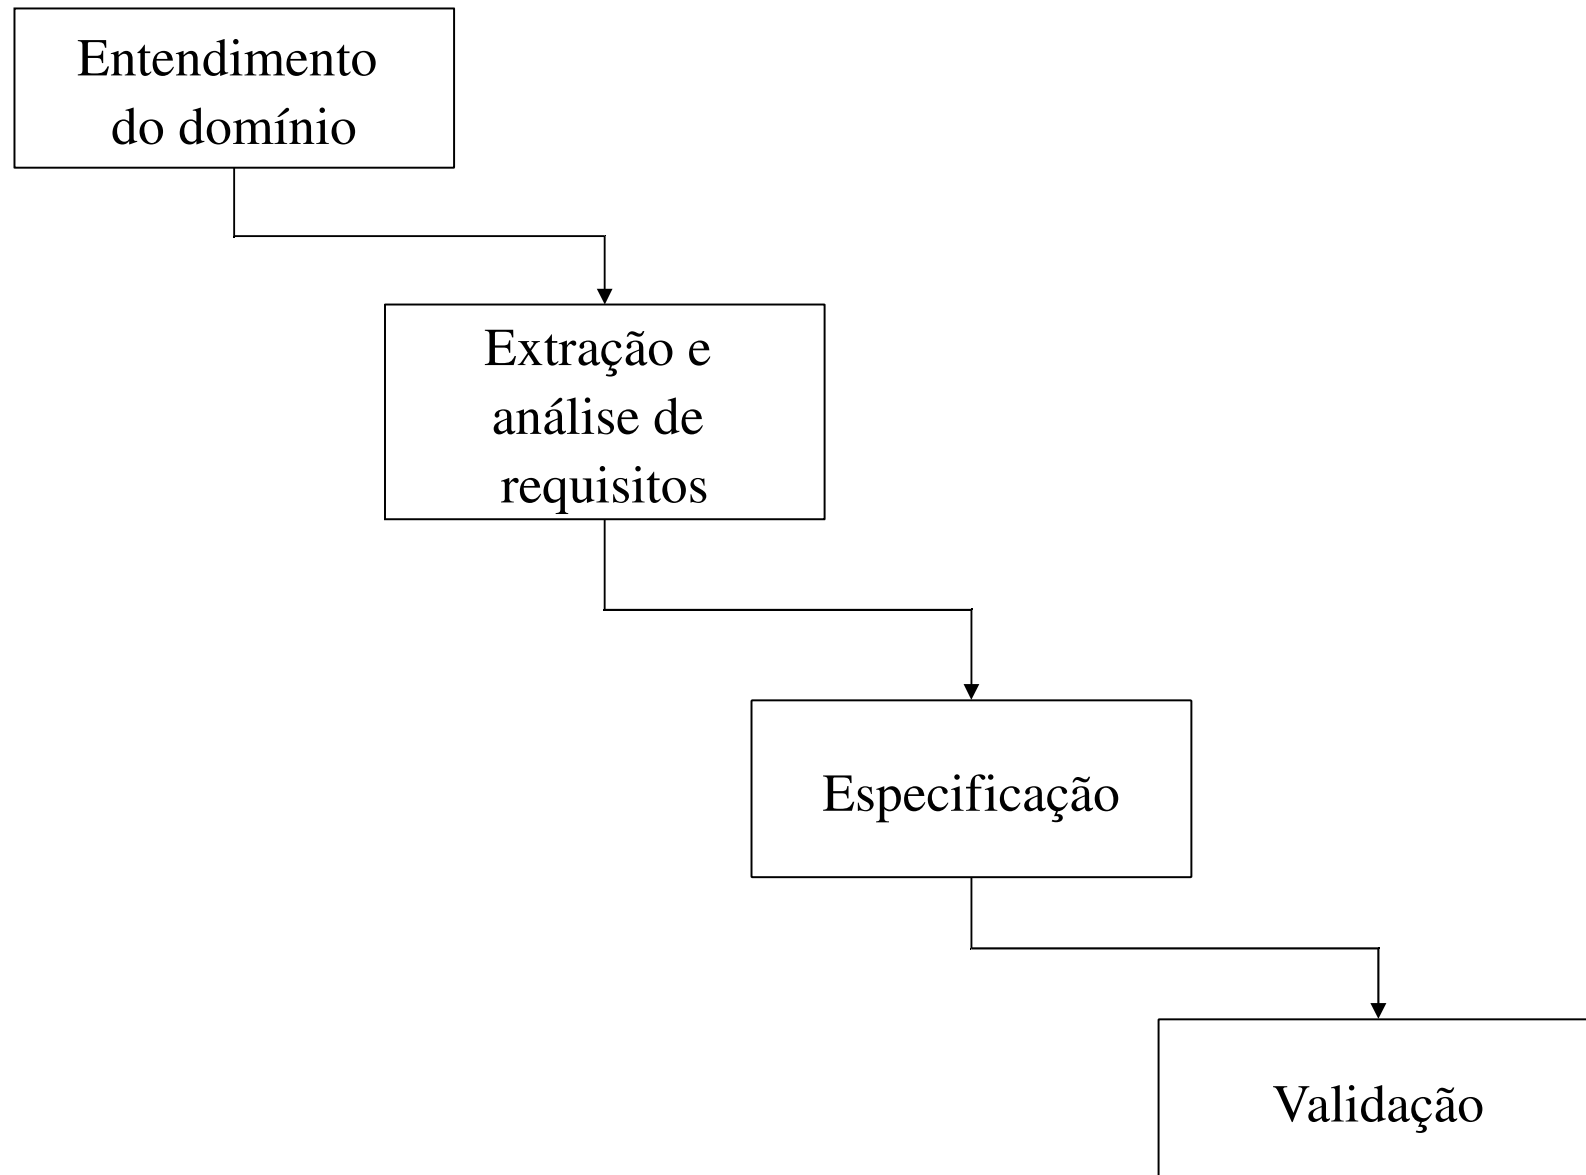 Entendimento
do domínio
Extração e
análise de
requisitos
Especificação
Validação